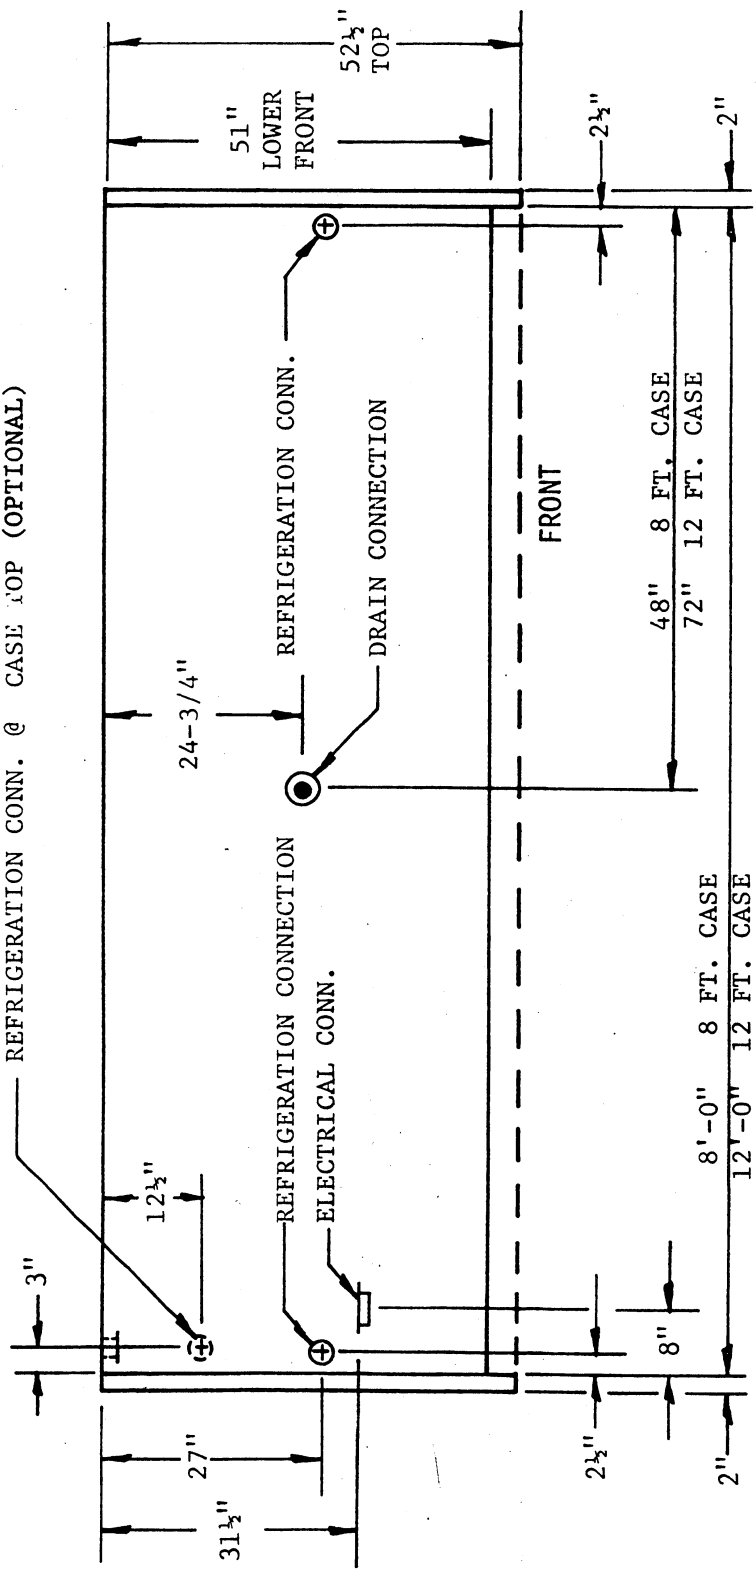 REFRIGERATION CONN. @ CASE TOP (OPTIONAL)
3"
12½"
27"
31½"
24-3/4"
REFRIGERATION CONNECTION
ELECTRICAL CONN.
REFRIGERATION CONN.
DRAIN CONNECTION
51"
LOWER
FRONT
52½"
TOP
FRONT
2½"
8"
2½"
48" 8 FT. CASE
72" 12 FT. CASE
8'-0" 8 FT. CASE
12'-0" 12 FT. CASE
2"
2"